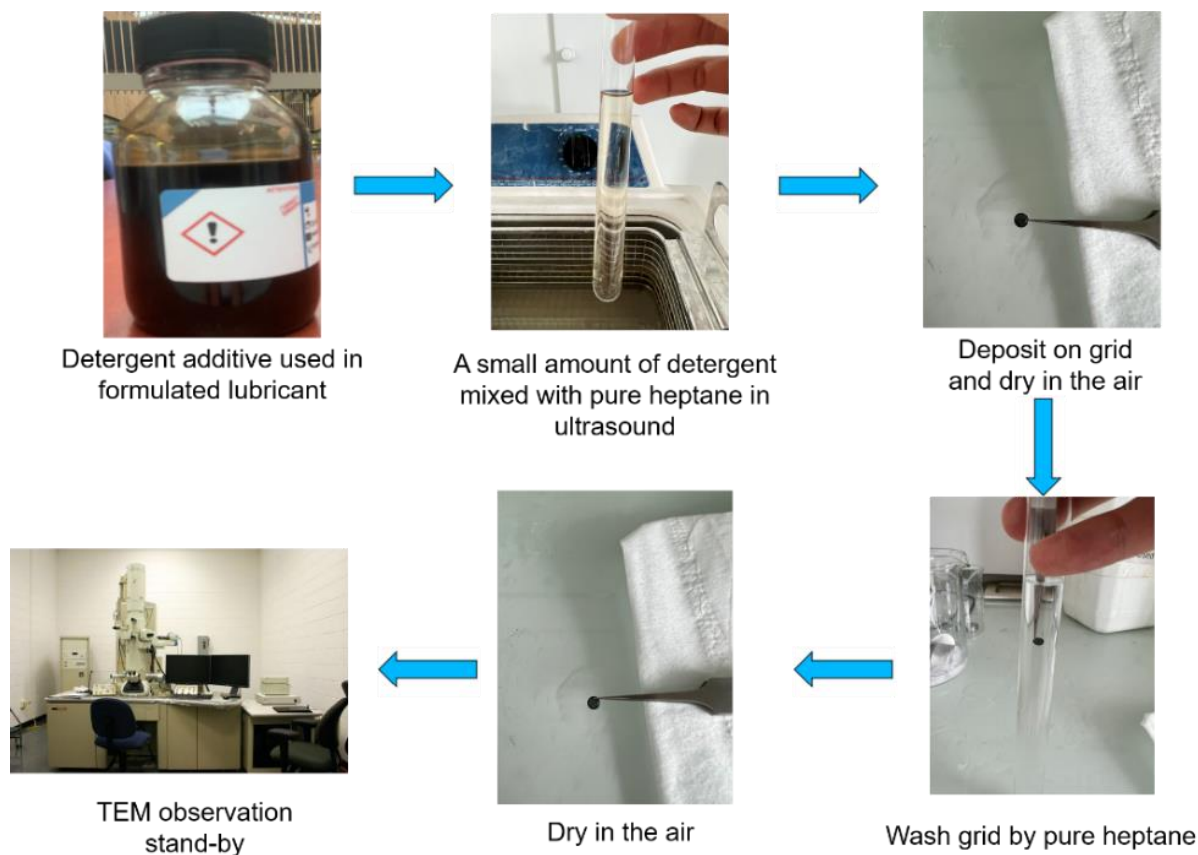 Detergent additive used in
formulated lubricant
A small amount of detergent
mixed with pure heptane in
ultrasound
Deposit on grid
and dry in the air
Wash grid by pure heptane
Dry in the air
TEM observation
stand-by